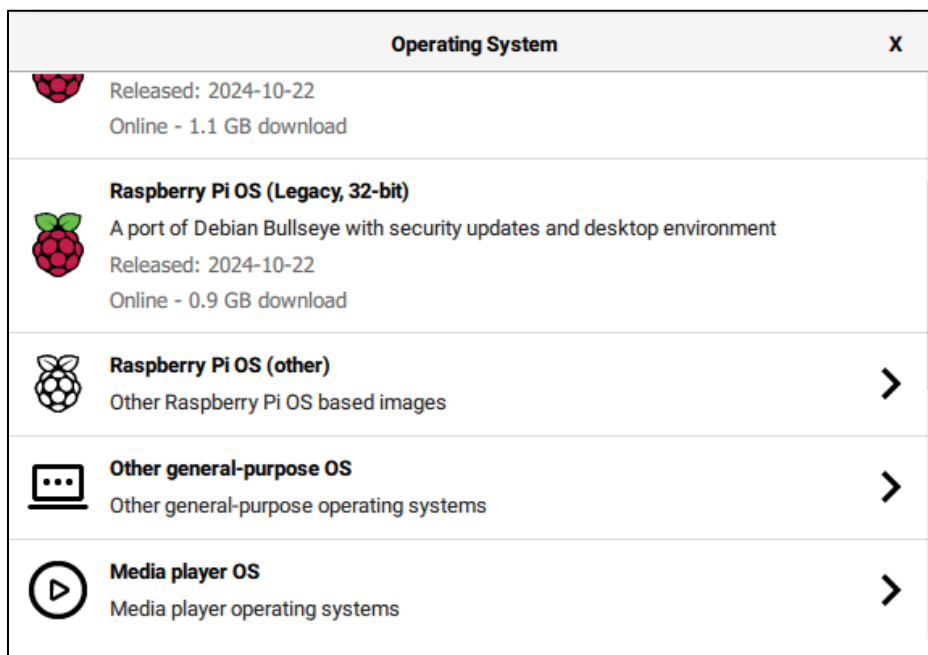 Operating System
X
Released: 2024-10-22
Online - 1.1 GB download
Raspberry Pi OS (Legacy, 32-bit)
A port of Debian Bullseye with security updates and desktop environment
Released: 2024-10-22
Online - 0.9 GB download
Raspberry Pi OS (other)
Other Raspberry Pi OS based images
Other general-purpose OS
Other general-purpose operating systems
Media player OS
Media player operating systems